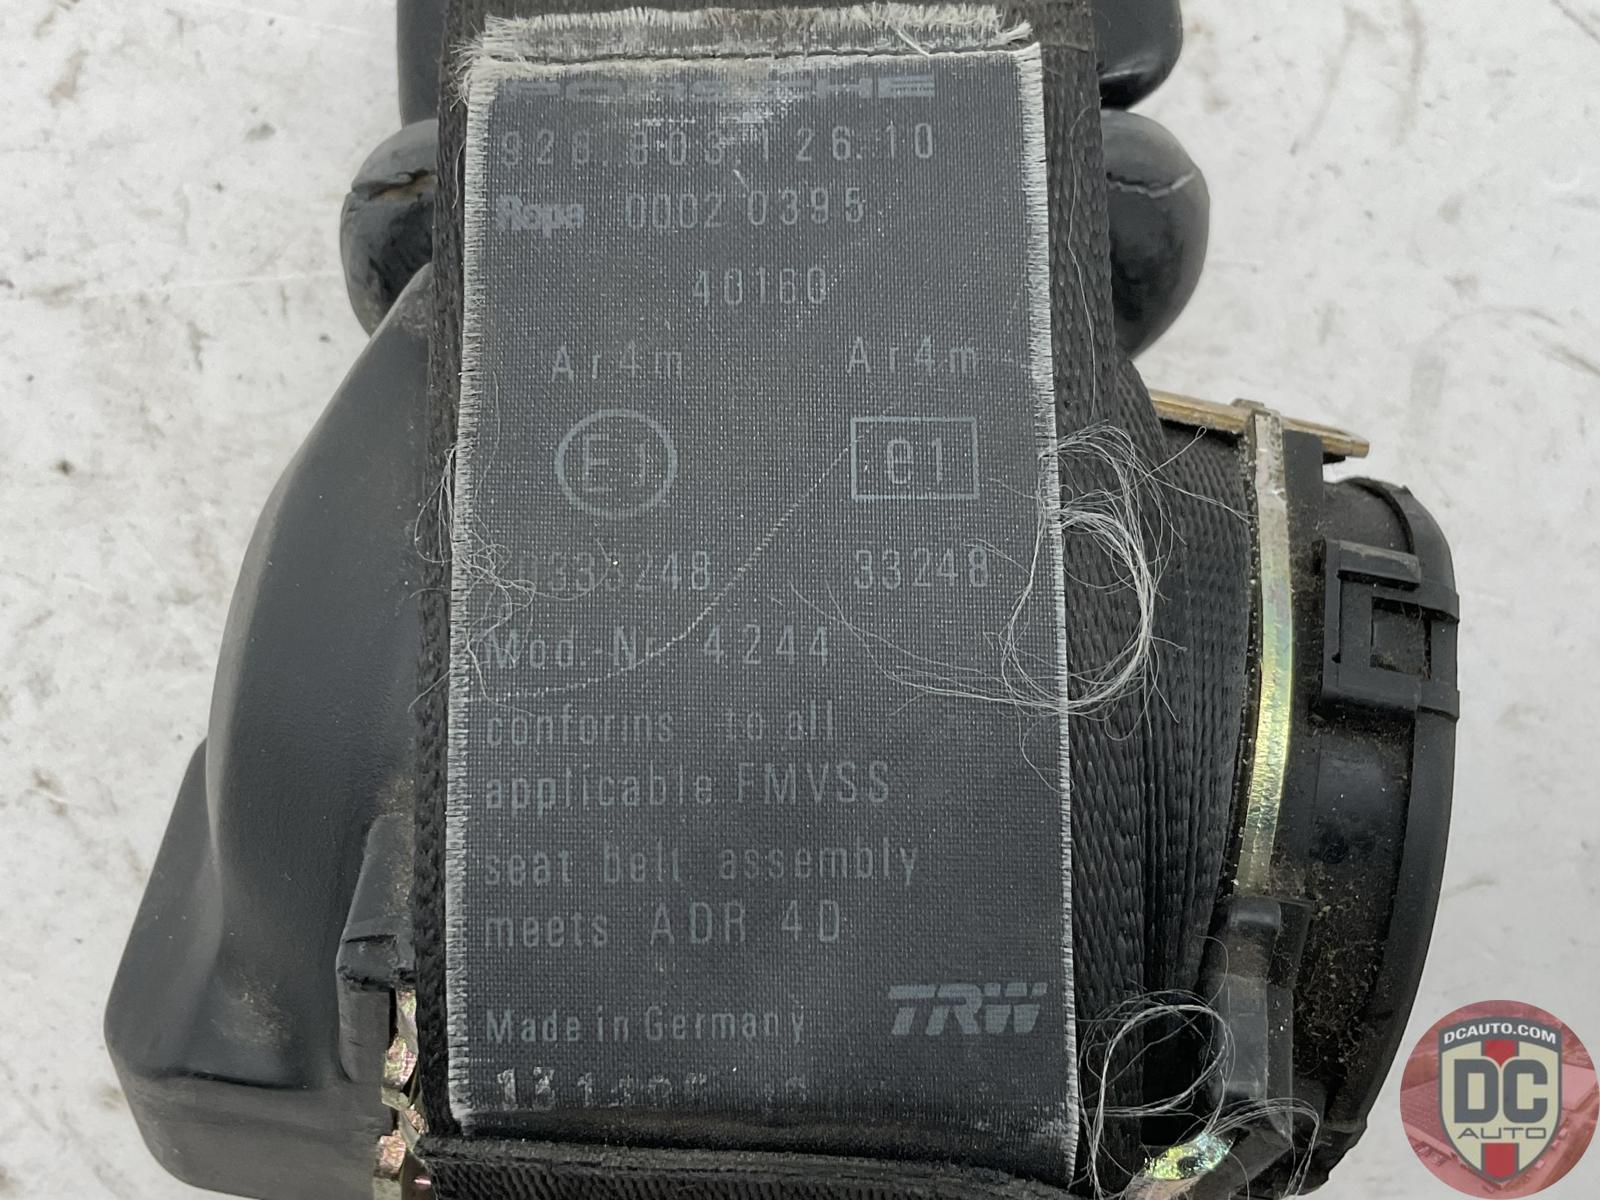 PORSCHE
928.803.126.10
Repa 0002 0395
40160
Ar4m Ar4m
E1 e1
33248
Mod.-Nr. 4244
conforms to all
applicable FMVSS
seat belt assembly
meets ADR 4D
TRW
Made in Germany
DCAUTO.COM
DC
AUTO